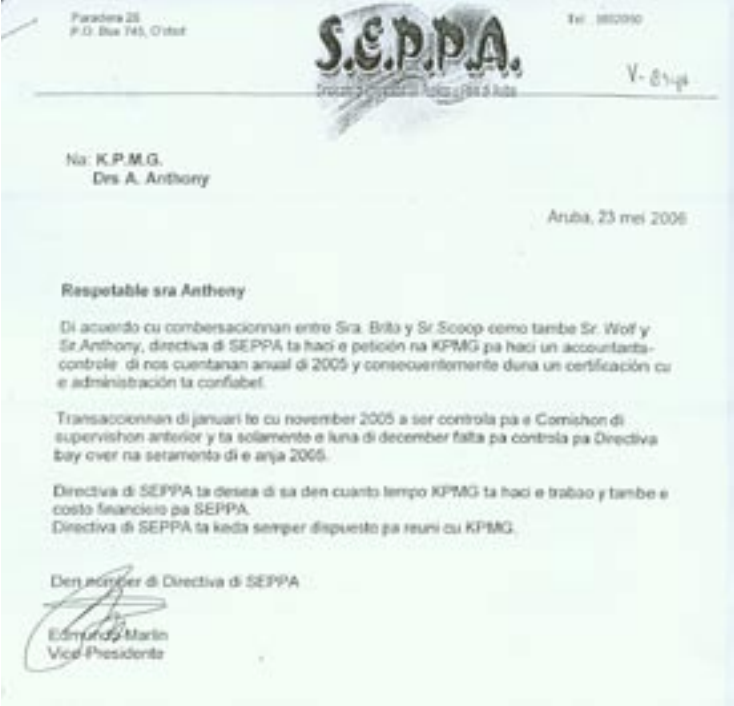 Paradera 28
P.O. Box 745, O'stad
Tel:
S.E.P.P.A.
Na: K.P.M.G.
Drs A. Anthony
Aruba, 23 mei 2006
Respetable sra Anthony
Di acuerdo cu combersacionnan entre Sra. Brito y Sr.Scoop como tambe Sr. Wolf y
Sr.Anthony, directiva di SEPPA ta haci e petición na KPMG pa haci un accountants-
controle di nos cuentanan anual di 2005 y consecuentemente duna un certificación cu
e administración ta confiabel.
Transaccionnan di januari te cu november 2005 a ser controla pa e Comishon di
supervishon anterior y ta solamente e luna di december falta pa controla pa Directiva
bay over na seramento di e anja 2005.
Directiva di SEPPA ta desea di sa den cuanto tempo KPMG ta haci e trabao y tambe e
costo financiero pa SEPPA.
Directiva di SEPPA ta keda semper dispuesto pa reuni cu KPMG.
Den nomber di Directiva di SEPPA
Edmundo Marlin
Vice-Presidente